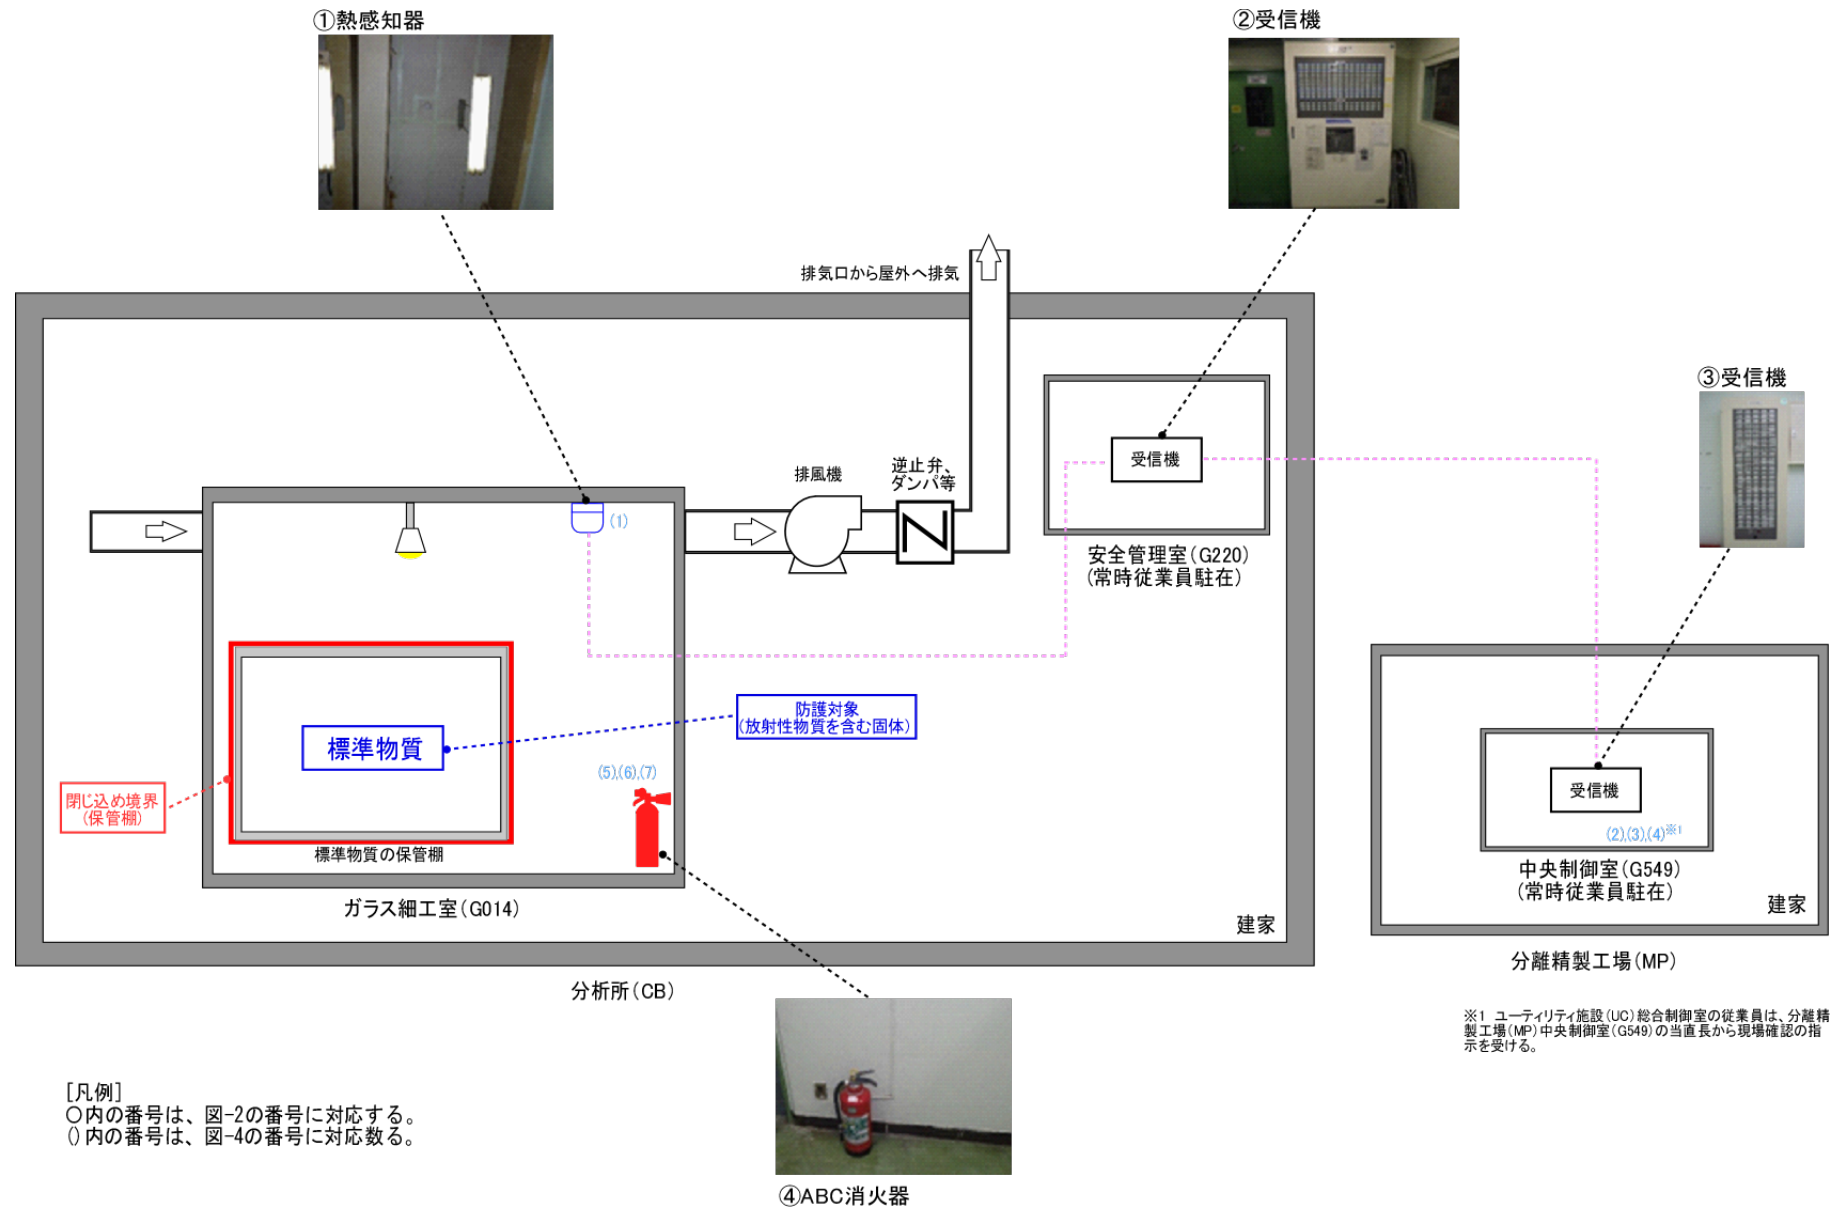 ①熱感知器
②受信機
排気口から屋外へ排気
③受信機
排風機
逆止弁、
ダンパ等
受信機
(1)
安全管理室(G220)
(常時従業員駐在)
防護対象
(放射性物質を含む固体)
標準物質
(5),(6),(7)
閉じ込め境界
(保管棚)
標準物質の保管棚
受信機
(2),(3),(4)※1
中央制御室(G549)
(常時従業員駐在)
建家
ガラス細工室(G014)
建家
分離精製工場(MP)
分析所(CB)
※1 ユーティリティ施設(UC)総合制御室の従業員は、分離精
製工場(MP)中央制御室(G549)の当直長から現場確認の指
示を受ける。
[凡例]
○内の番号は、図-2の番号に対応する。
()内の番号は、図-4の番号に対応数る。
④ABC消火器